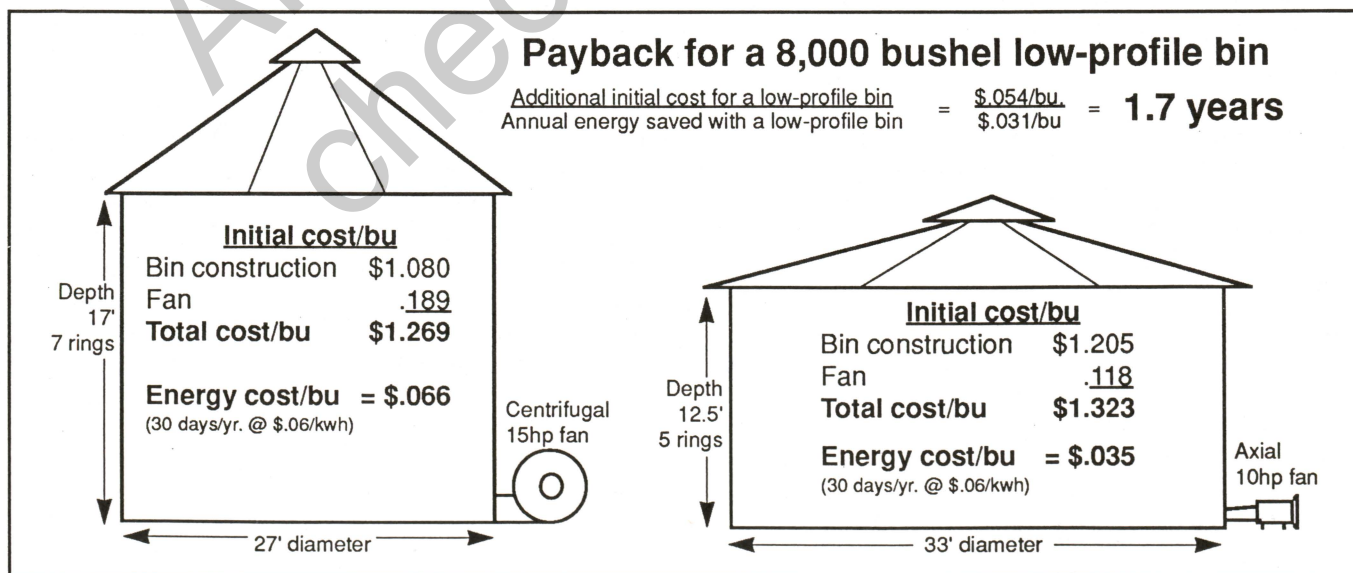 Payback for a 8,000 bushel low-profile bin
Additional initial cost for a low-profile bin = $.054/bu. = 1.7 years
Annual energy saved with a low-profile bin $.031/bu
Initial cost/bu
Bin construction $1.080
Fan .189
Total cost/bu $1.269
Energy cost/bu = $.066
(30 days/yr. @ $.06/kwh)
Depth
17'
7 rings
Centrifugal
15hp fan
27' diameter
Initial cost/bu
Bin construction $1.205
Fan .118
Total cost/bu $1.323
Energy cost/bu = $.035
(30 days/yr. @ $.06/kwh)
Depth
12.5'
5 rings
Axial
10hp fan
33' diameter